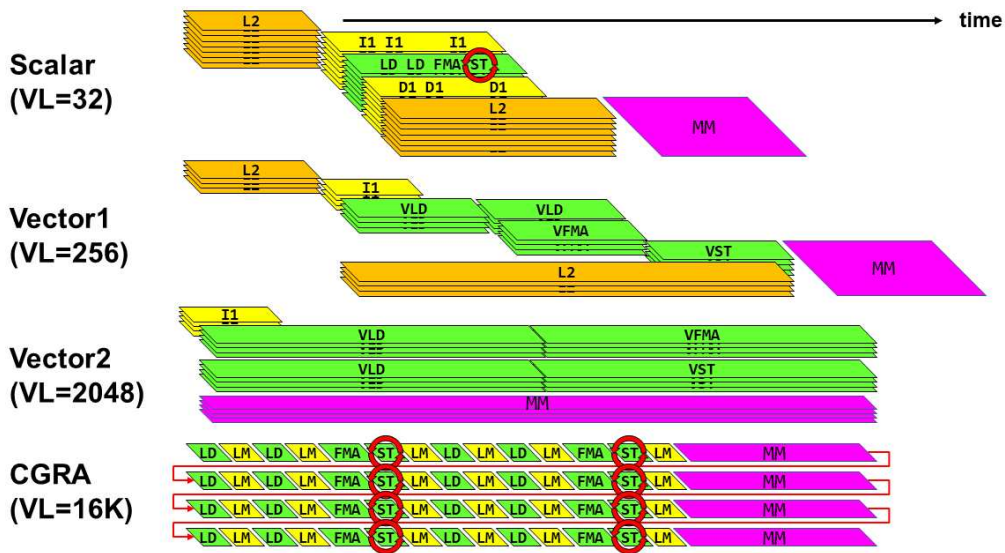 L2
time
I1 I1 I1
Scalar
(VL=32)
LD LD FMA ST
D1 D1 D1
L2
MM
L2
I1
Vector1
(VL=256)
VLD VLD
VFMA
VST
MM
L2
I1
Vector2
(VL=2048)
VLD VFMA
VLD VST
MM
CGRA
(VL=16K)
LD LM LD LM FMA ST LM LD LM LD LM FMA ST LM MM
LD LM LD LM FMA ST LM LD LM LD LM FMA ST LM MM
LD LM LD LM FMA ST LM LD LM LD LM FMA ST LM MM
LD LM LD LM FMA ST LM LD LM LD LM FMA ST LM MM